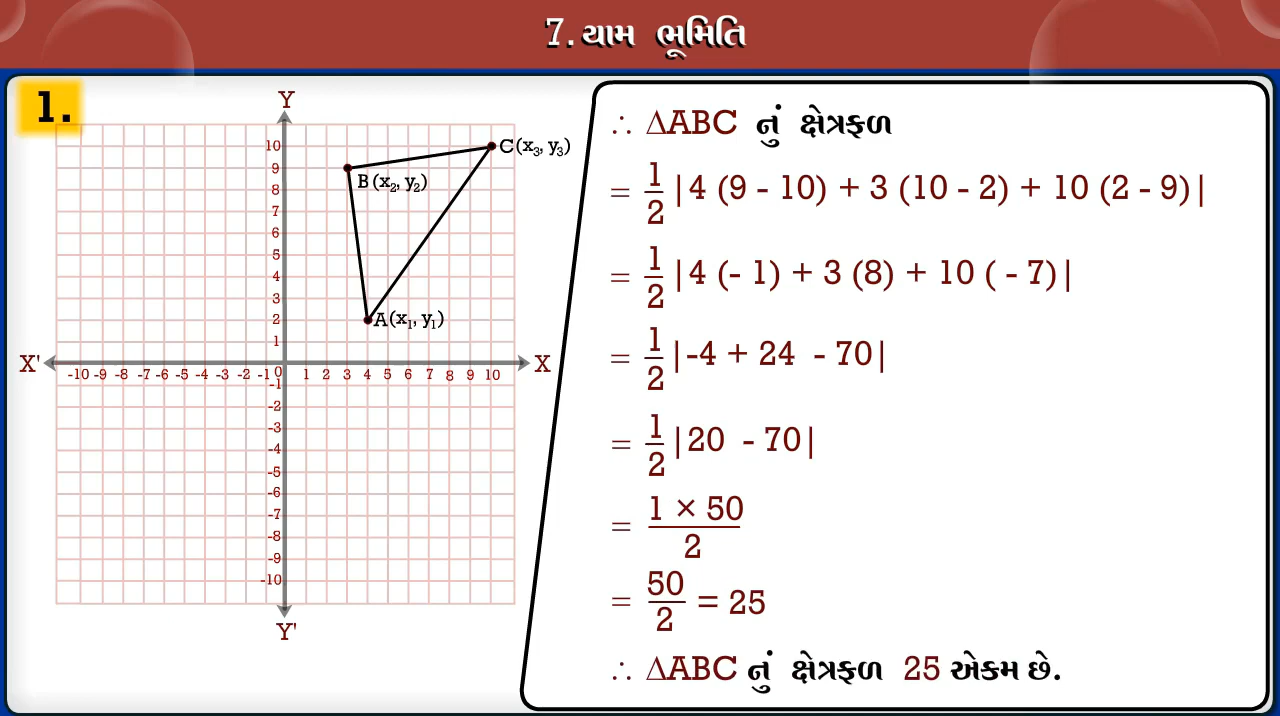 7. યામ ભૂમિતિ
1.
Y
C (x₃, y₃)
B (x₂, y₂)
A (x₁, y₁)
10
9
8
7
6
5
4
3
2
1
X' -10 -9 -8 -7 -6 -5 -4 -3 -2 -1 0 1 2 3 4 5 6 7 8 9 10 X
-1
-2
-3
-4
-5
-6
-7
-8
-9
-10
Y'
∴ ΔABC નું ક્ષેત્રફળ
= 1/2 |4 (9 - 10) + 3 (10 - 2) + 10 (2 - 9)|
= 1/2 |4 (- 1) + 3 (8) + 10 ( - 7)|
= 1/2 |-4 + 24 - 70|
= 1/2 |20 - 70|
= 1 × 50 / 2
= 50/2 = 25
∴ ΔABC નું ક્ષેત્રફળ 25 એકમ છે.